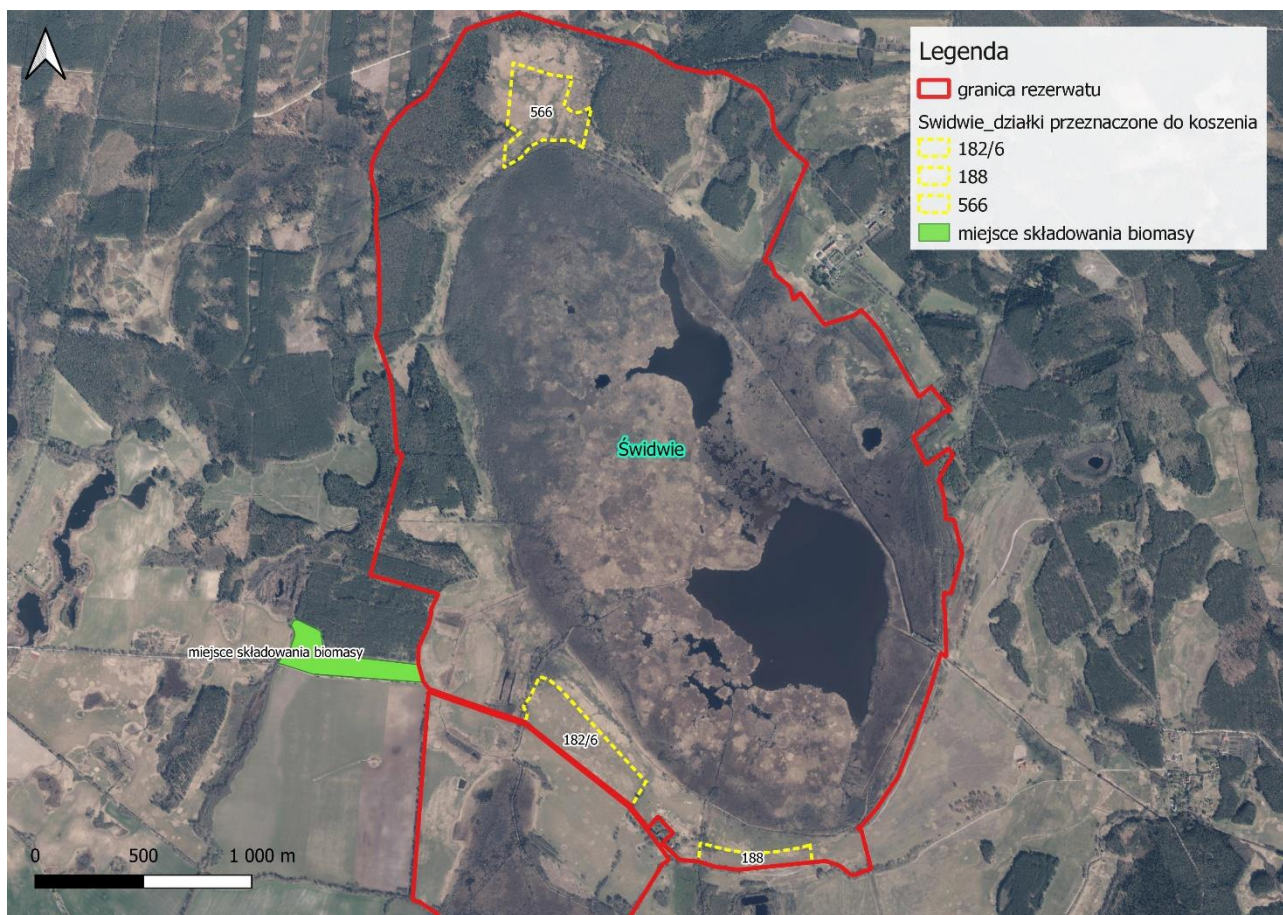 Legenda
granica rezerwatu
Swidwie_działki przeznaczone do koszenia
182/6
188
566
miejsce składowania biomasy
566
Świdwie
miejsce składowania biomasy
182/6
188
0 500 1 000 m